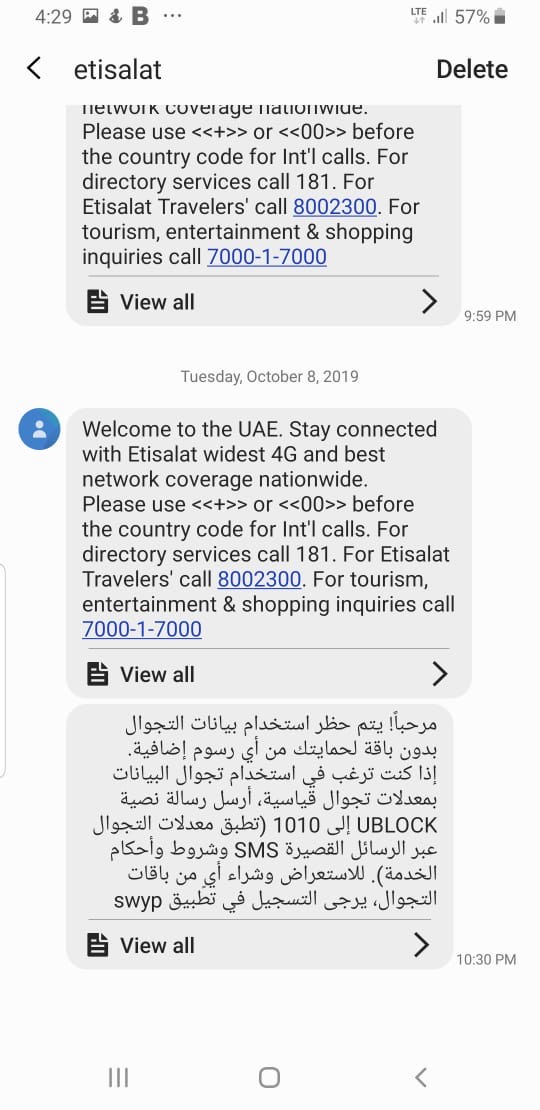 4:29 B ... LTE 57%
etisalat Delete
network coverage nationwide.
Please use <<+>> or <<00>> before
the country code for Int'l calls. For
directory services call 181. For
Etisalat Travelers' call 8002300. For
tourism, entertainment & shopping
inquiries call 7000-1-7000
View all
9:59 PM
Tuesday, October 8, 2019
Welcome to the UAE. Stay connected
with Etisalat widest 4G and best
network coverage nationwide.
Please use <<+>> or <<00>> before
the country code for Int'l calls. For
directory services call 181. For Etisalat
Travelers' call 8002300. For tourism,
entertainment & shopping inquiries call
7000-1-7000
View all
مرحباً! يتم حظر استخدام بيانات التجوال
بدون باقة لحمايتك من أي رسوم إضافية.
إذا كنت ترغب في استخدام تجوال البيانات
بمعدلات تجوال قياسية، أرسل رسالة نصية
UBLOCK إلى 1010 (تطبق معدلات التجوال
عبر الرسائل القصيرة SMS وشروط وأحكام
الخدمة). للاستعراض وشراء أي من باقات
التجوال، يرجى التسجيل في تطبيق swyp
View all
10:30 PM